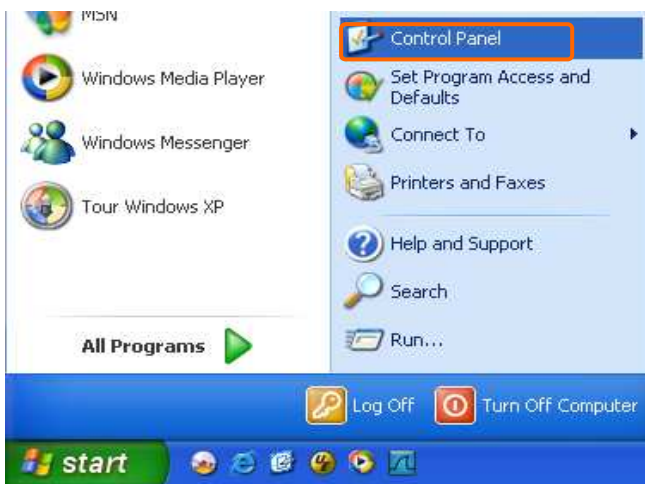 MSN
Windows Media Player
Windows Messenger
Tour Windows XP
All Programs
Control Panel
Set Program Access and
Defaults
Connect To
Printers and Faxes
Help and Support
Search
Run...
Log Off
Turn Off Computer
start